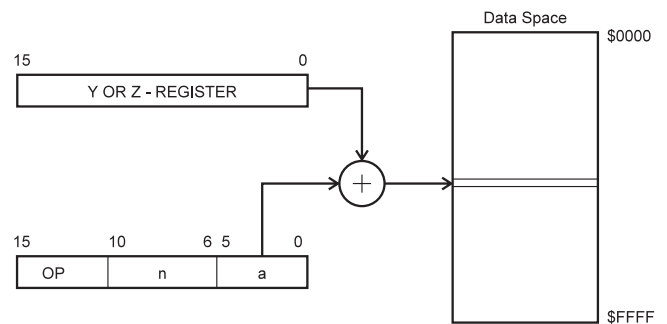 Data Space
$0000
15 0
Y OR Z - REGISTER
+
15 10 6 5 0
OP n a
$FFFF